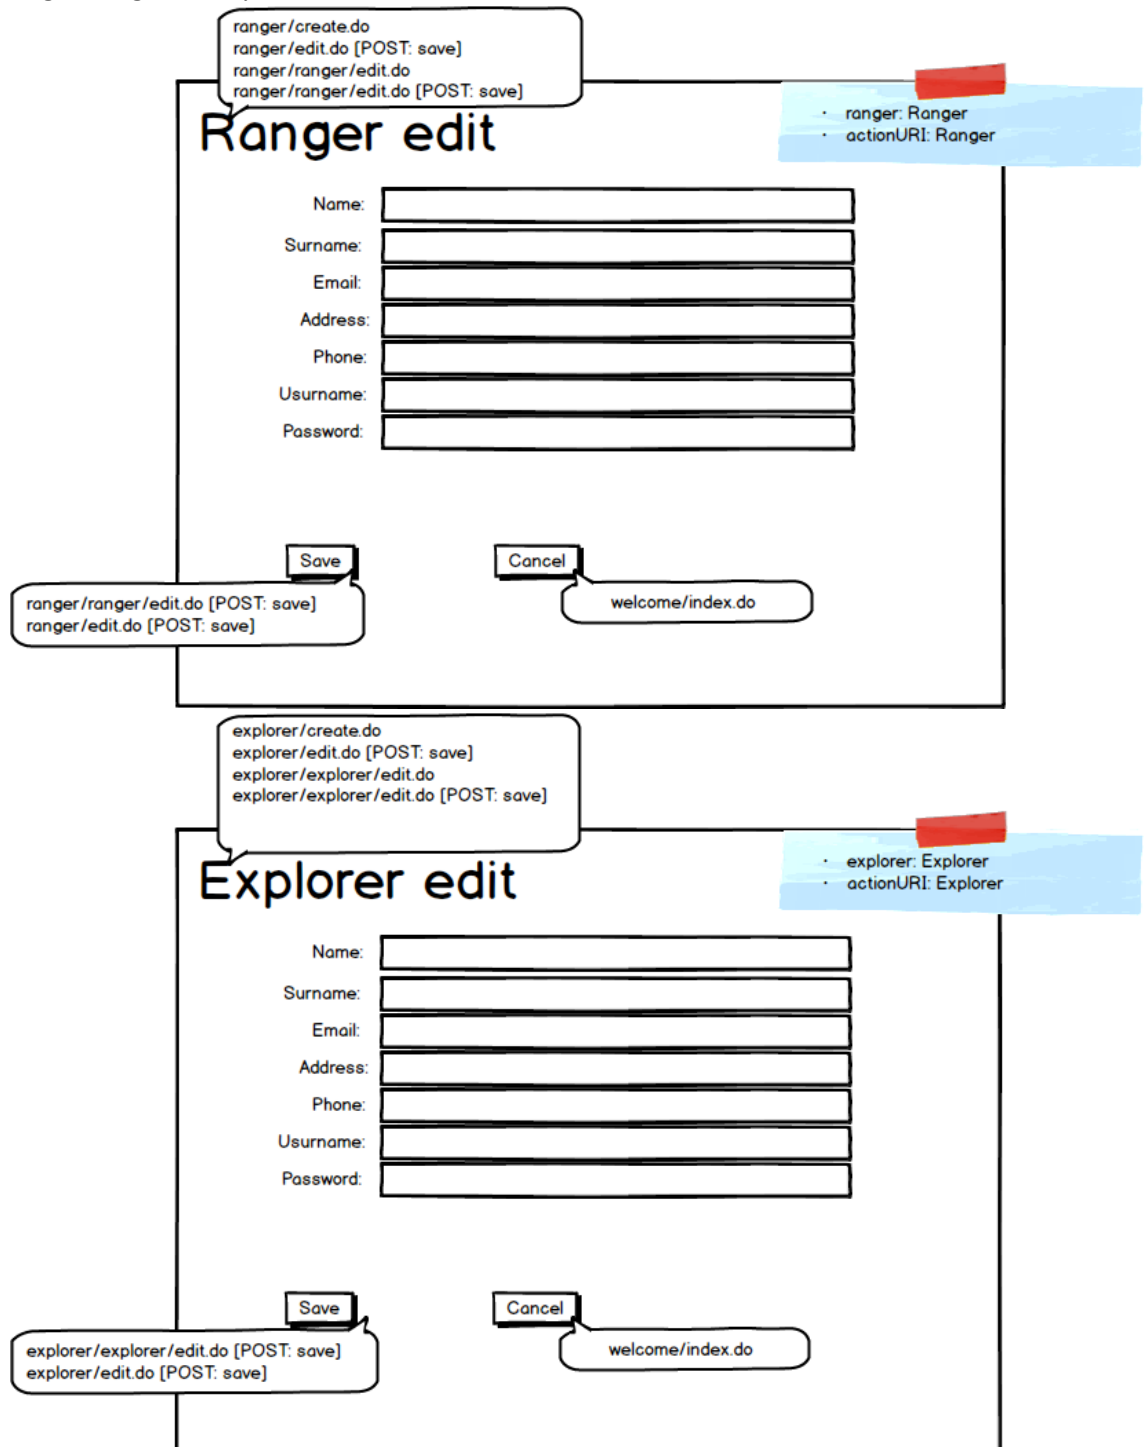 ranger/create.do
ranger/edit.do [POST: save]
ranger/ranger/edit.do
ranger/ranger/edit.do [POST: save]
Ranger edit
· ranger: Ranger
· actionURI: Ranger
Name:
Surname:
Email:
Address:
Phone:
Usurname:
Password:
Save
Cancel
ranger/ranger/edit.do [POST: save]
ranger/edit.do [POST: save]
welcome/index.do
explorer/create.do
explorer/edit.do [POST: save]
explorer/explorer/edit.do
explorer/explorer/edit.do [POST: save]
Explorer edit
· explorer: Explorer
· actionURI: Explorer
Name:
Surname:
Email:
Address:
Phone:
Usurname:
Password:
Save
Cancel
explorer/explorer/edit.do [POST: save]
explorer/edit.do [POST: save]
welcome/index.do